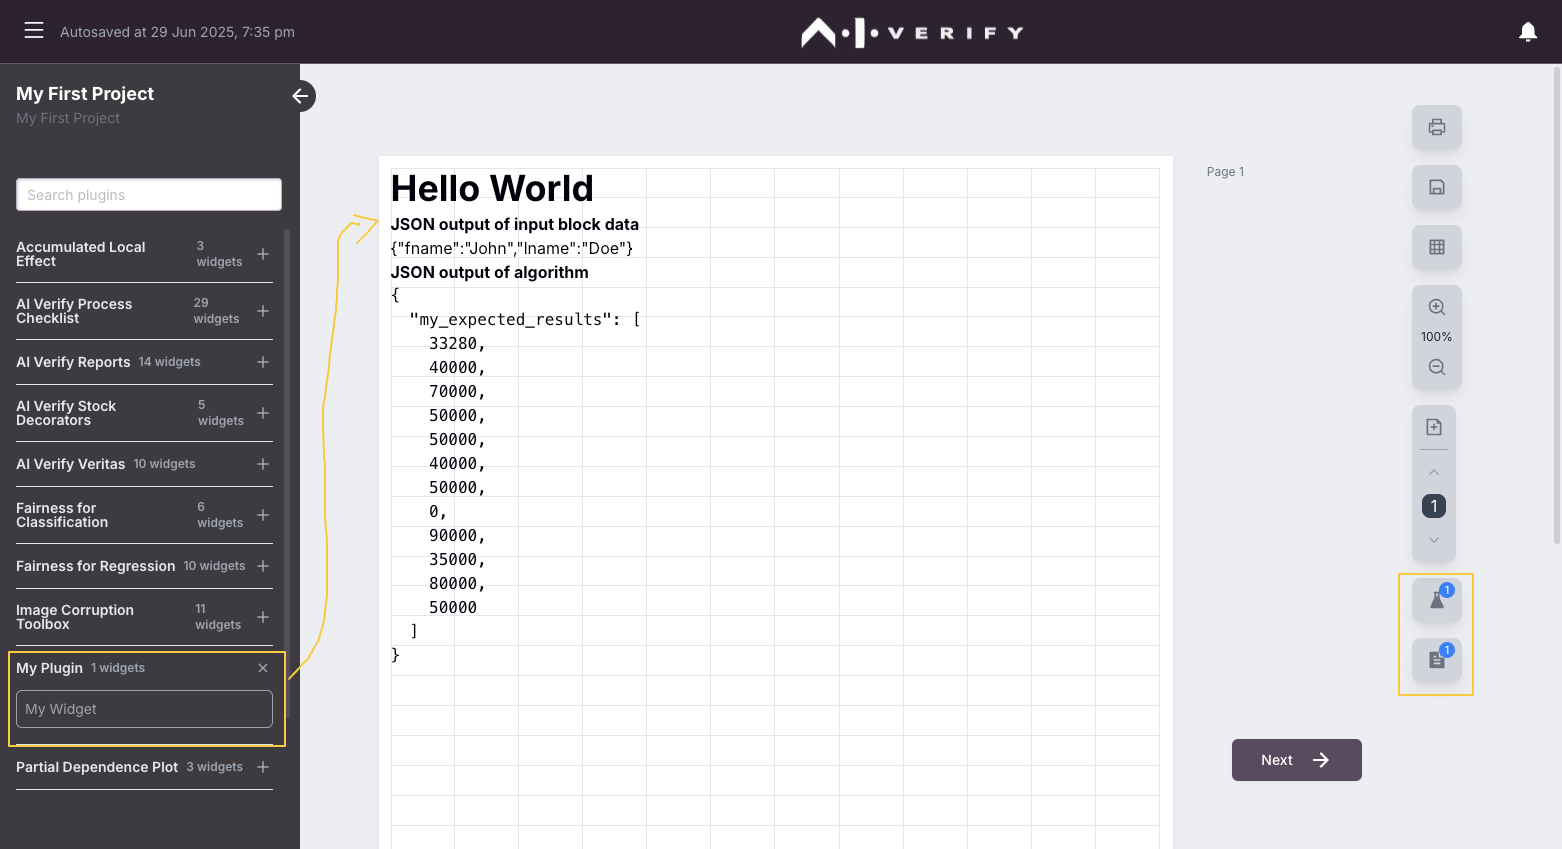 Autosaved at 29 Jun 2025, 7:35 pm
AI VERIFY
My First Project
My First Project
Search plugins
Accumulated Local
Effect
3
widgets
AI Verify Process
Checklist
29
widgets
AI Verify Reports 14 widgets
AI Verify Stock
Decorators
5
widgets
AI Verify Veritas 10 widgets
Fairness for
Classification
6
widgets
Fairness for Regression 10 widgets
Image Corruption
Toolbox
11
widgets
My Plugin 1 widgets
My Widget
Partial Dependence Plot 3 widgets
Hello World
JSON output of input block data
{"fname":"John","lname":"Doe"}
JSON output of algorithm
{
"my_expected_results": [
33280,
40000,
70000,
50000,
50000,
40000,
50000,
0,
90000,
35000,
80000,
50000
]
}
Page 1
100%
1
1
1
Next